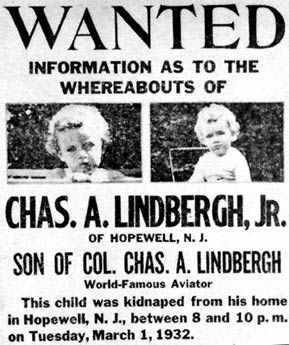 WANTED
INFORMATION AS TO THE
WHEREABOUTS OF
CHAS. A. LINDBERGH, JR.
OF HOPEWELL, N. J.
SON OF COL. CHAS. A. LINDBERGH
World-Famous Aviator
This child was kidnaped from his home
in Hopewell, N. J., between 8 and 10 p. m.
on Tuesday, March 1, 1932.